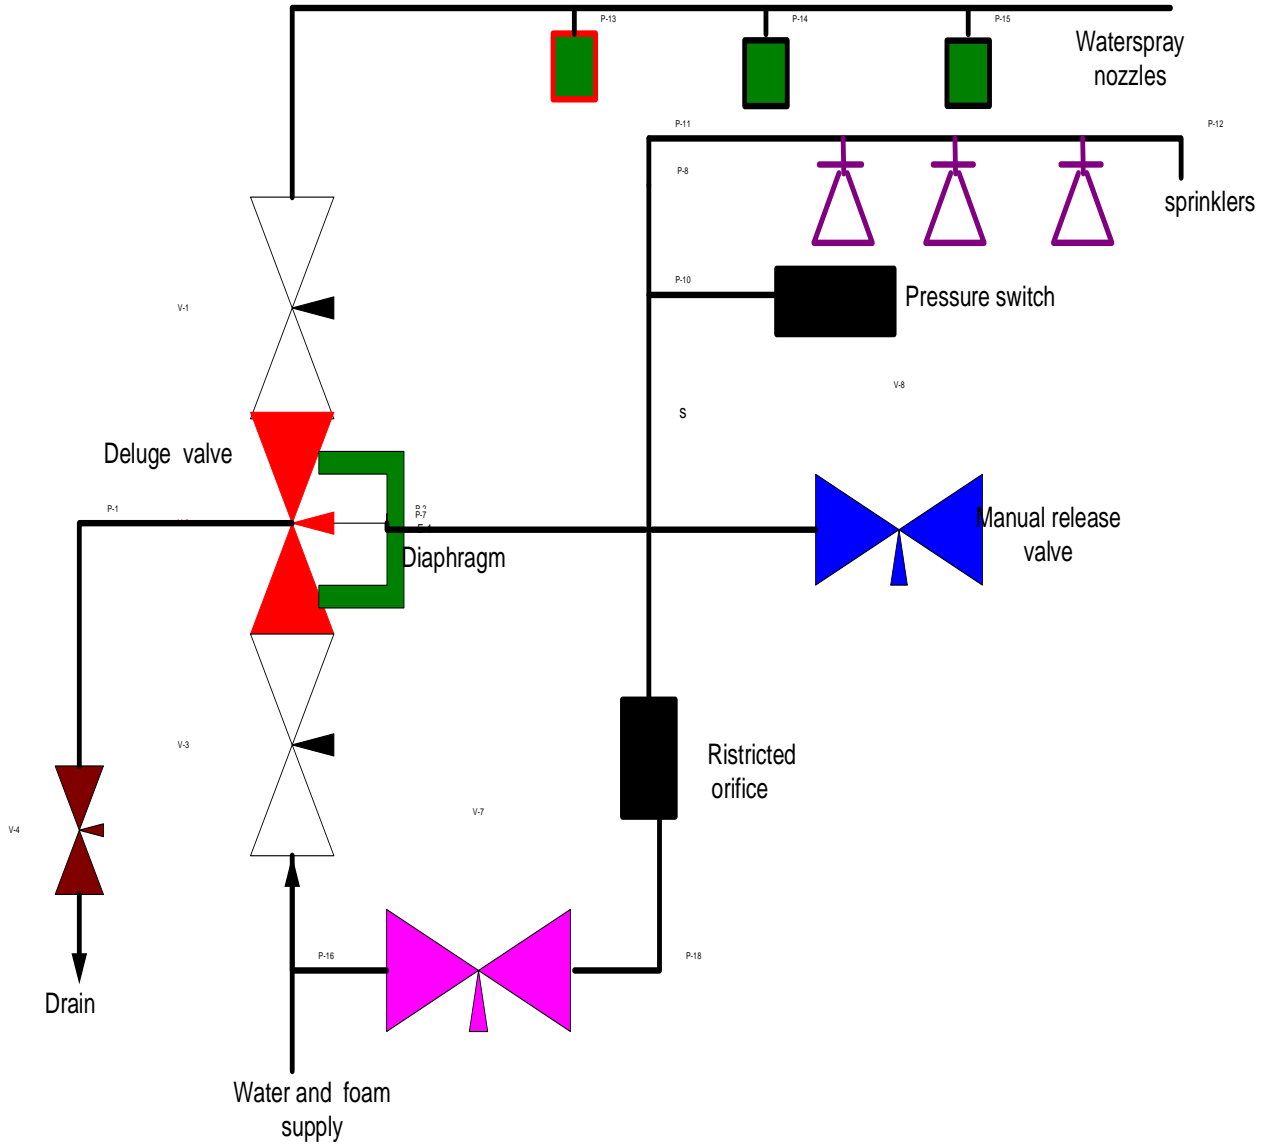 P-13
P-14
P-15
Waterspray
nozzles
P-11
P-12
P-8
sprinklers
P-10
Pressure switch
V-1
V-8
s
Deluge valve
P-1
P-7
Manual release
valve
Diaphragm
V-3
Ristricted
orifice
V-7
V-4
P-16
P-18
Drain
Water and foam
supply